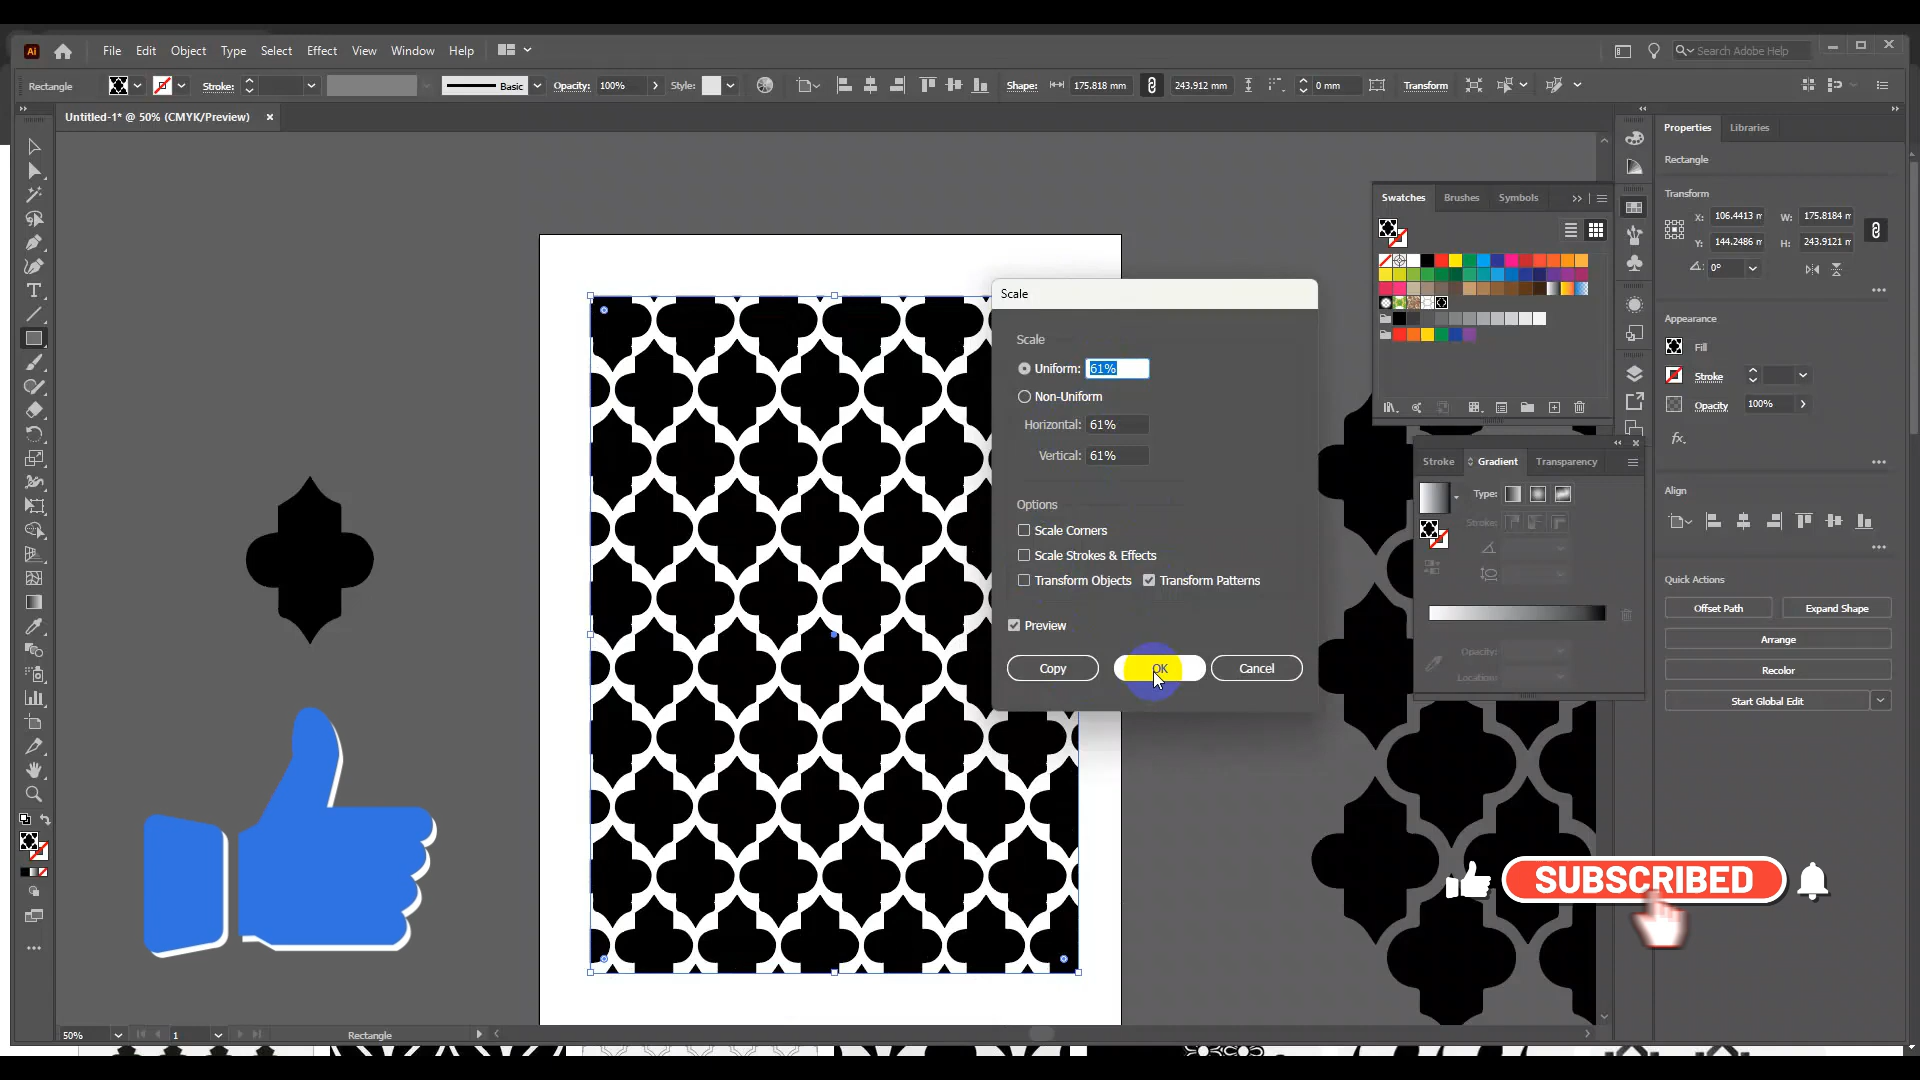 Ai File Edit Object Type Select Effect View Window Help Search Adobe Help
Rectangle Stroke: Basic Opacity: 100% Style: Shape: 175.818 mm 243.912 mm 0 mm Transform
Untitled-1* @ 50% (CMYK/Preview)
Properties Libraries
Rectangle
Transform
X: 106.4413 m W: 175.8184 m
Y: 144.2486 m H: 243.9121 m
0°
Appearance
Fill
Stroke
Opacity 100%
fx.
Align
Quick Actions
Offset Path Expand Shape
Arrange
Recolor
Start Global Edit
Swatches Brushes Symbols
Stroke Gradient Transparency
Type:
Stroke:
Opacity:
Location:
Scale
Scale
Uniform: 61%
Non-Uniform
Horizontal: 61%
Vertical: 61%
Options
Scale Corners
Scale Strokes & Effects
Transform Objects Transform Patterns
Preview
Copy OK Cancel
SUBSCRIBED
50% 1 Rectangle